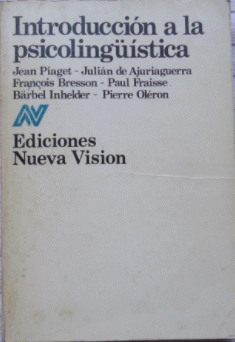 Introducción a la
psicolingüística
Jean Piaget - Julián de Ajuriaguerra
François Bresson - Paul Fraisse
Bärbel Inhelder - Pierre Oléron
Ediciones
Nueva Vision